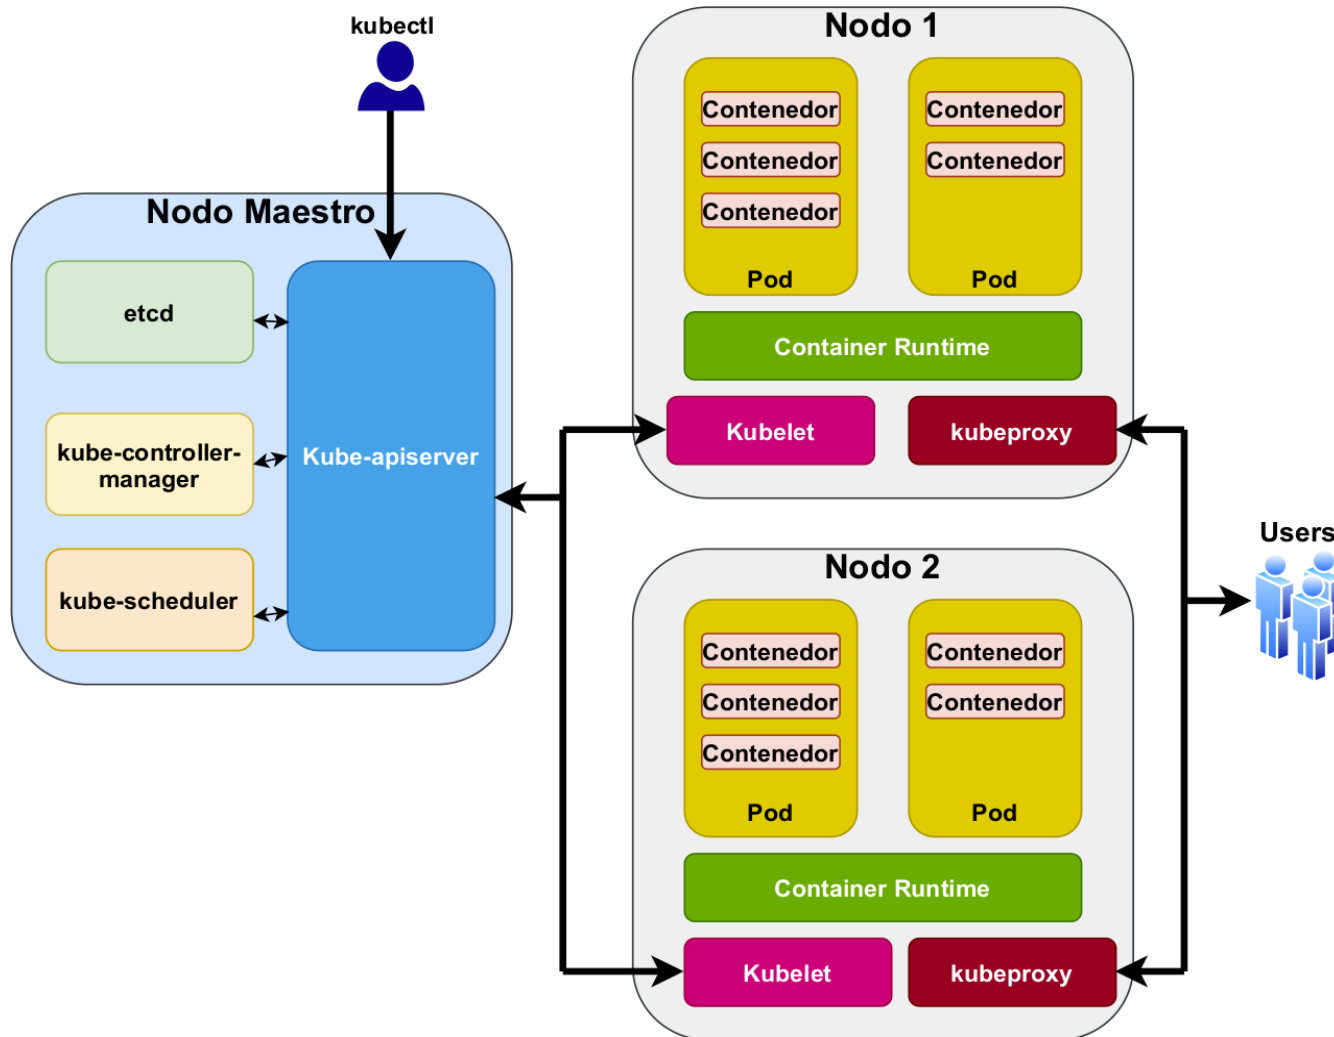 kubectl
Nodo Maestro
etcd
kube-controller-
manager
kube-scheduler
Kube-apiserver
Nodo 1
Contenedor
Contenedor
Contenedor
Pod
Contenedor
Contenedor
Pod
Container Runtime
Kubelet
kubeproxy
Nodo 2
Contenedor
Contenedor
Contenedor
Pod
Contenedor
Contenedor
Pod
Container Runtime
Kubelet
kubeproxy
Users